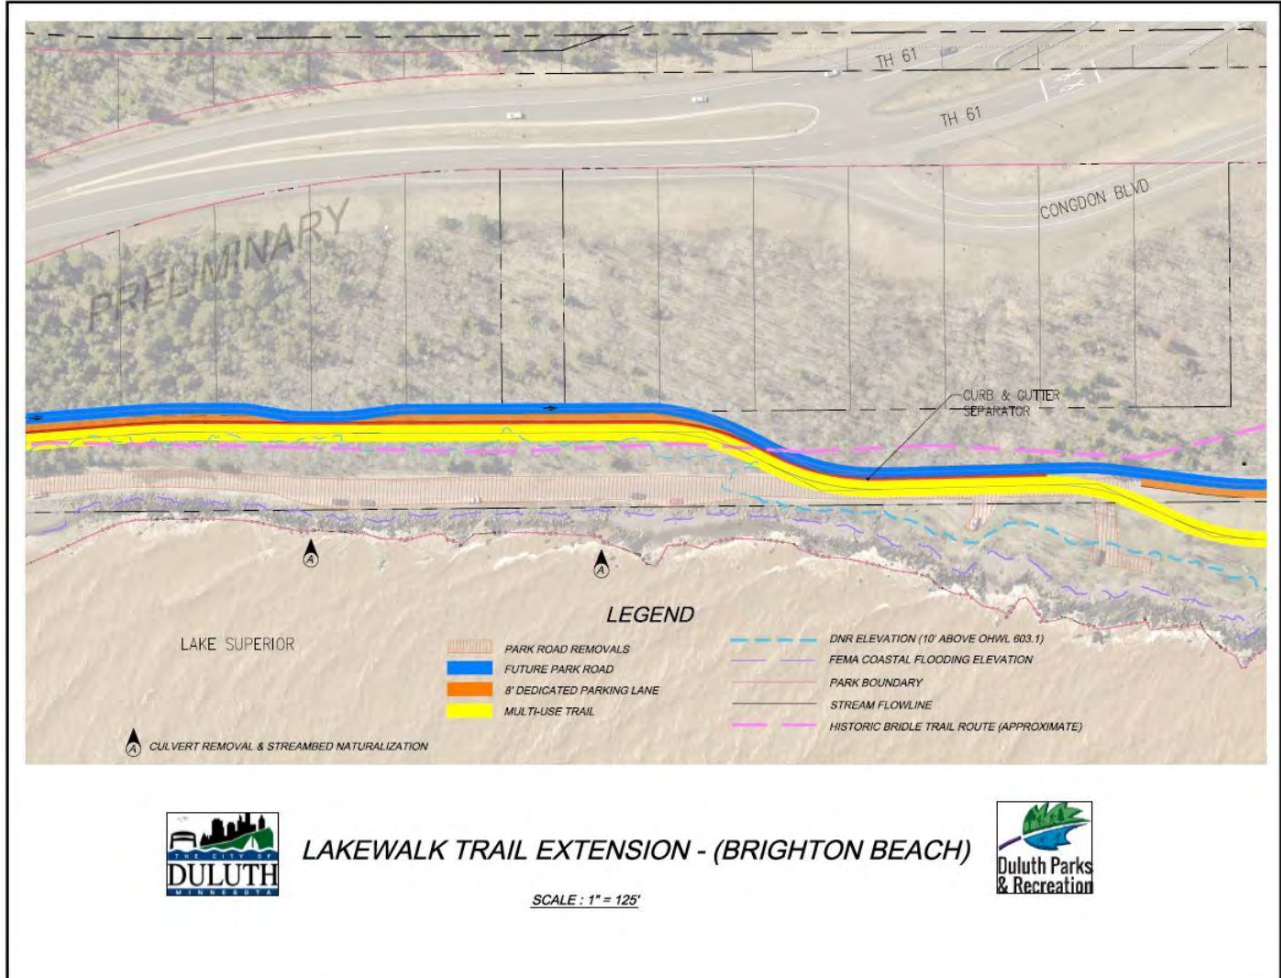 TH 61
TH 61
CONGDON BLVD
PRELIMINARY
CURB & GUTTER
SEPARATOR
A
A
LAKE SUPERIOR
LEGEND
PARK ROAD REMOVALS
FUTURE PARK ROAD
8' DEDICATED PARKING LANE
MULTI-USE TRAIL
DNR ELEVATION (10' ABOVE OHWL 603.1)
FEMA COASTAL FLOODING ELEVATION
PARK BOUNDARY
STREAM FLOWLINE
HISTORIC BRIDLE TRAIL ROUTE (APPROXIMATE)
A CULVERT REMOVAL & STREAMBED NATURALIZATION
THE CITY OF
DULUTH
MINNESOTA
LAKEWALK TRAIL EXTENSION - (BRIGHTON BEACH)
SCALE : 1" = 125'
Duluth Parks
& Recreation